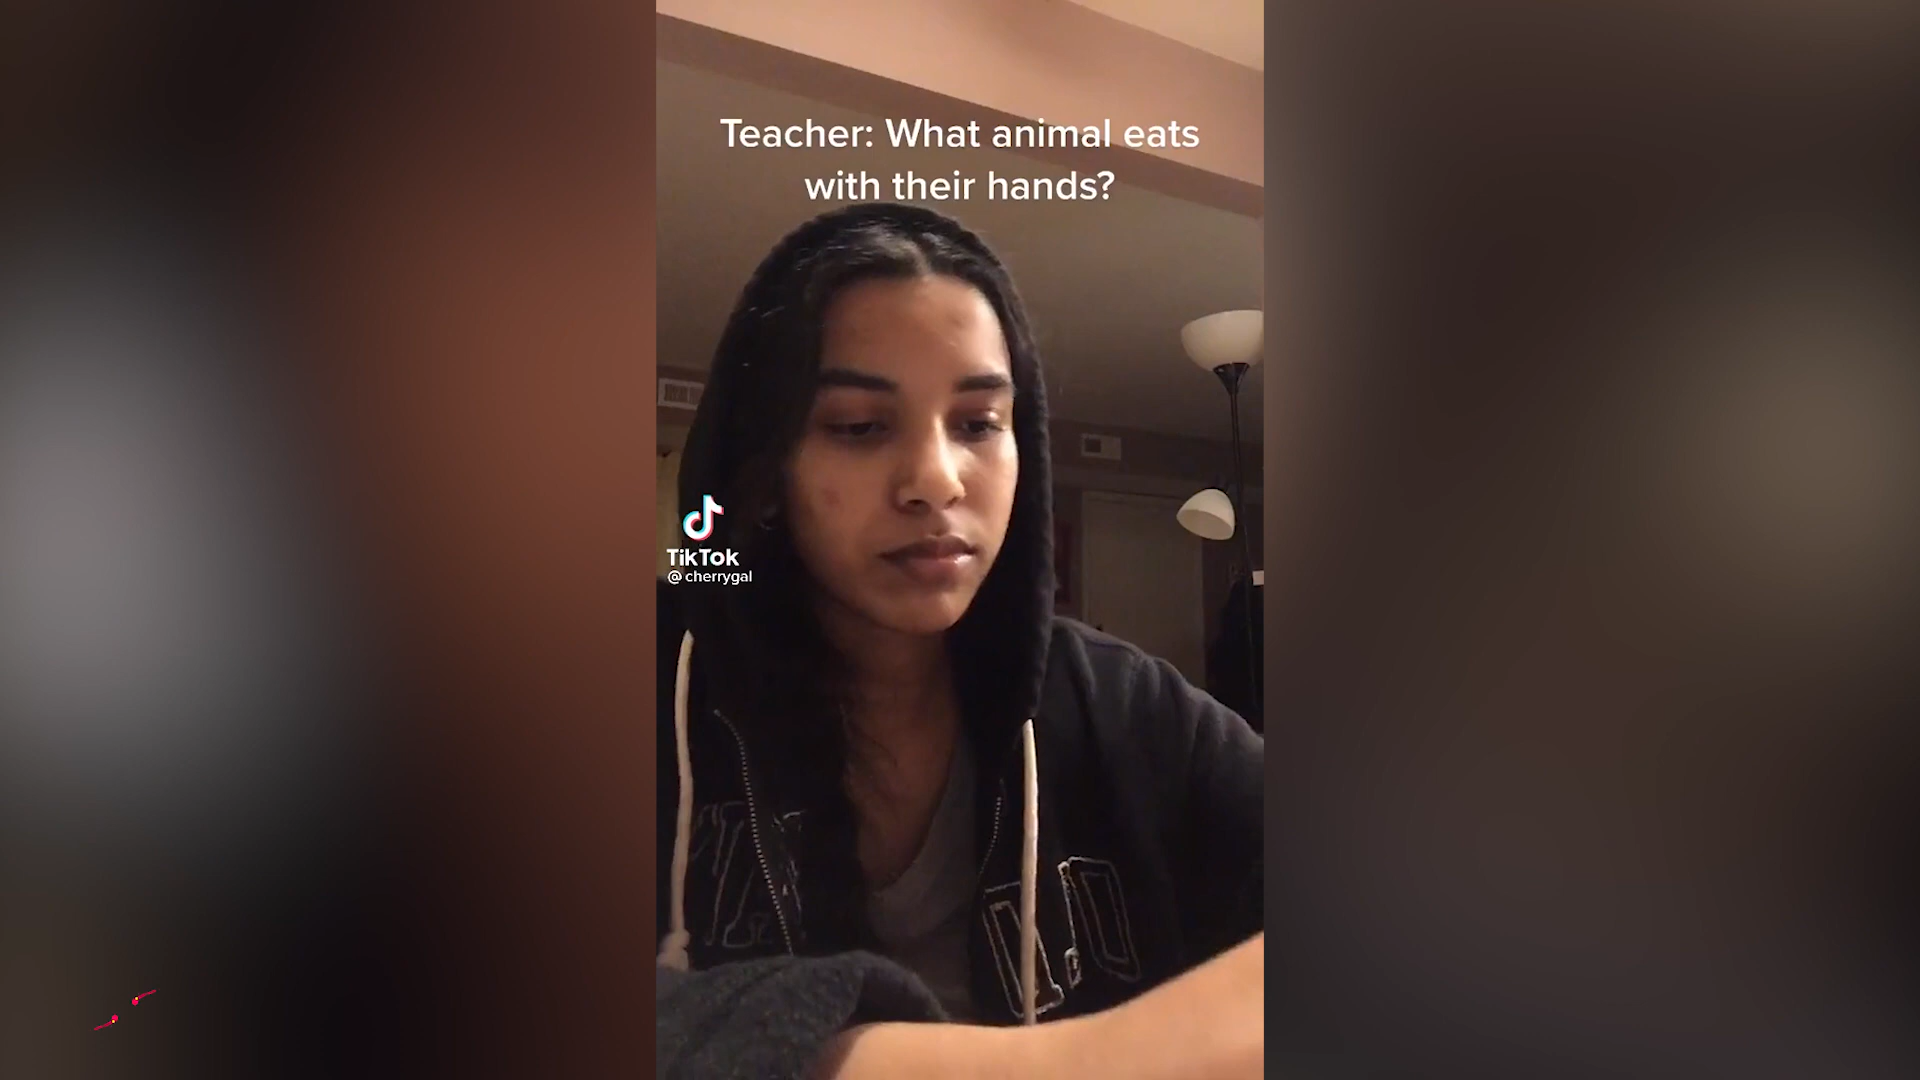 Teacher: What animal eats
with their hands?
TikTok
@cherrygal